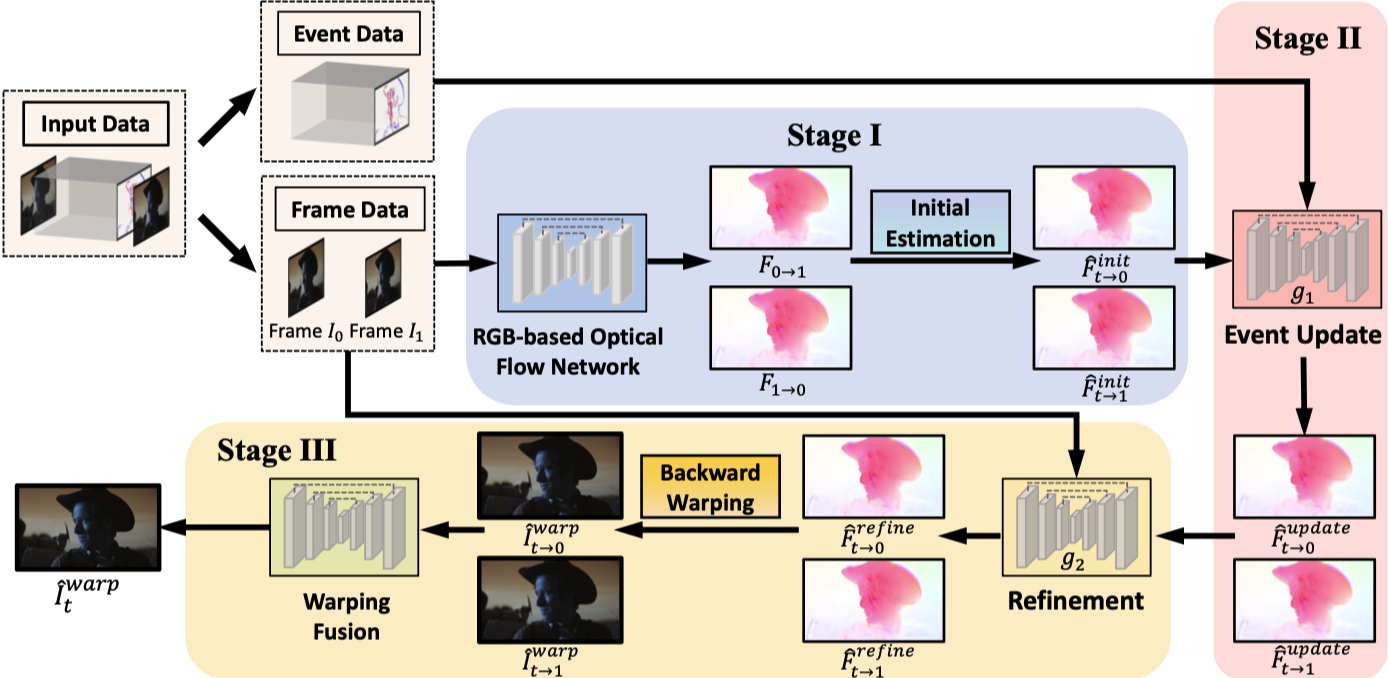 Event Data
Stage II
Input Data
Stage I
Frame Data
Initial
Estimation
$F_{0\to1}$
$\hat{F}_{t\to0}^{init}$
$g_1$
Frame $I_0$ Frame $I_1$
RGB-based Optical
Flow Network
Event Update
$F_{1\to0}$
$\hat{F}_{t\to1}^{init}$
Stage III
Backward
Warping
$\hat{I}_{t\to0}^{warp}$
$\hat{F}_{t\to0}^{refine}$
$g_2$
$\hat{F}_{t\to0}^{update}$
$\hat{I}_t^{warp}$
Warping
Fusion
Refinement
$\hat{I}_{t\to1}^{warp}$
$\hat{F}_{t\to1}^{refine}$
$\hat{F}_{t\to1}^{update}$